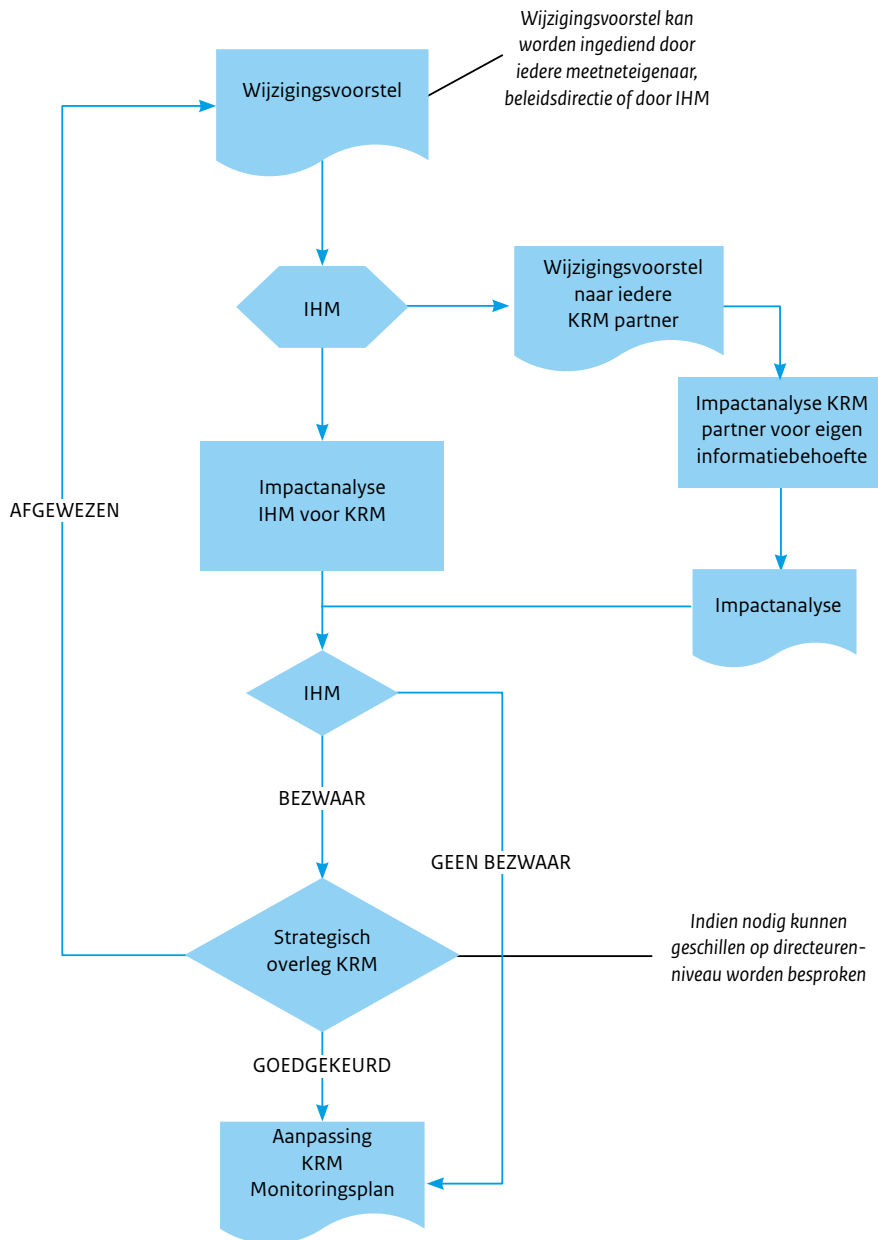 Wijzigingsvoorstel kan
worden ingediend door
iedere meetneteigenaar,
beleidsdirectie of door IHM
Wijzigingsvoorstel
IHM
Wijzigingsvoorstel
naar iedere
KRM partner
Impactanalyse KRM
partner voor eigen
informatiebehoefte
Impactanalyse
IHM voor KRM
AFGEWEZEN
Impactanalyse
IHM
BEZWAAR
GEEN BEZWAAR
Strategisch
overleg KRM
Indien nodig kunnen
geschillen op directeuren-
niveau worden besproken
GOEDGEKEURD
Aanpassing
KRM
Monitoringsplan